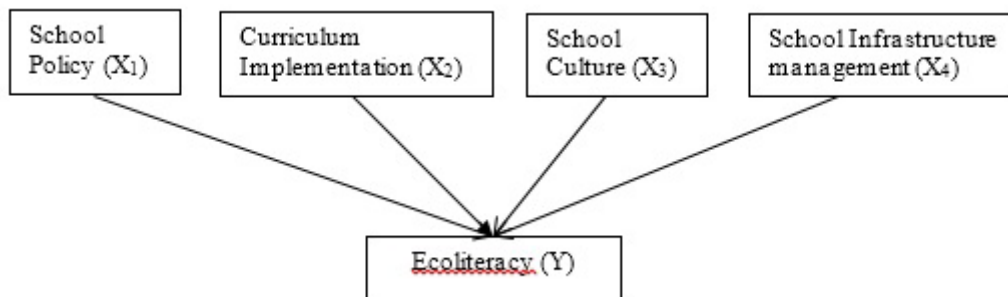 School
Policy (X₁)
Curriculum
Implementation (X₂)
School
Culture (X₃)
School Infrastructure
management (X₄)
Ecoliteracy (Y)